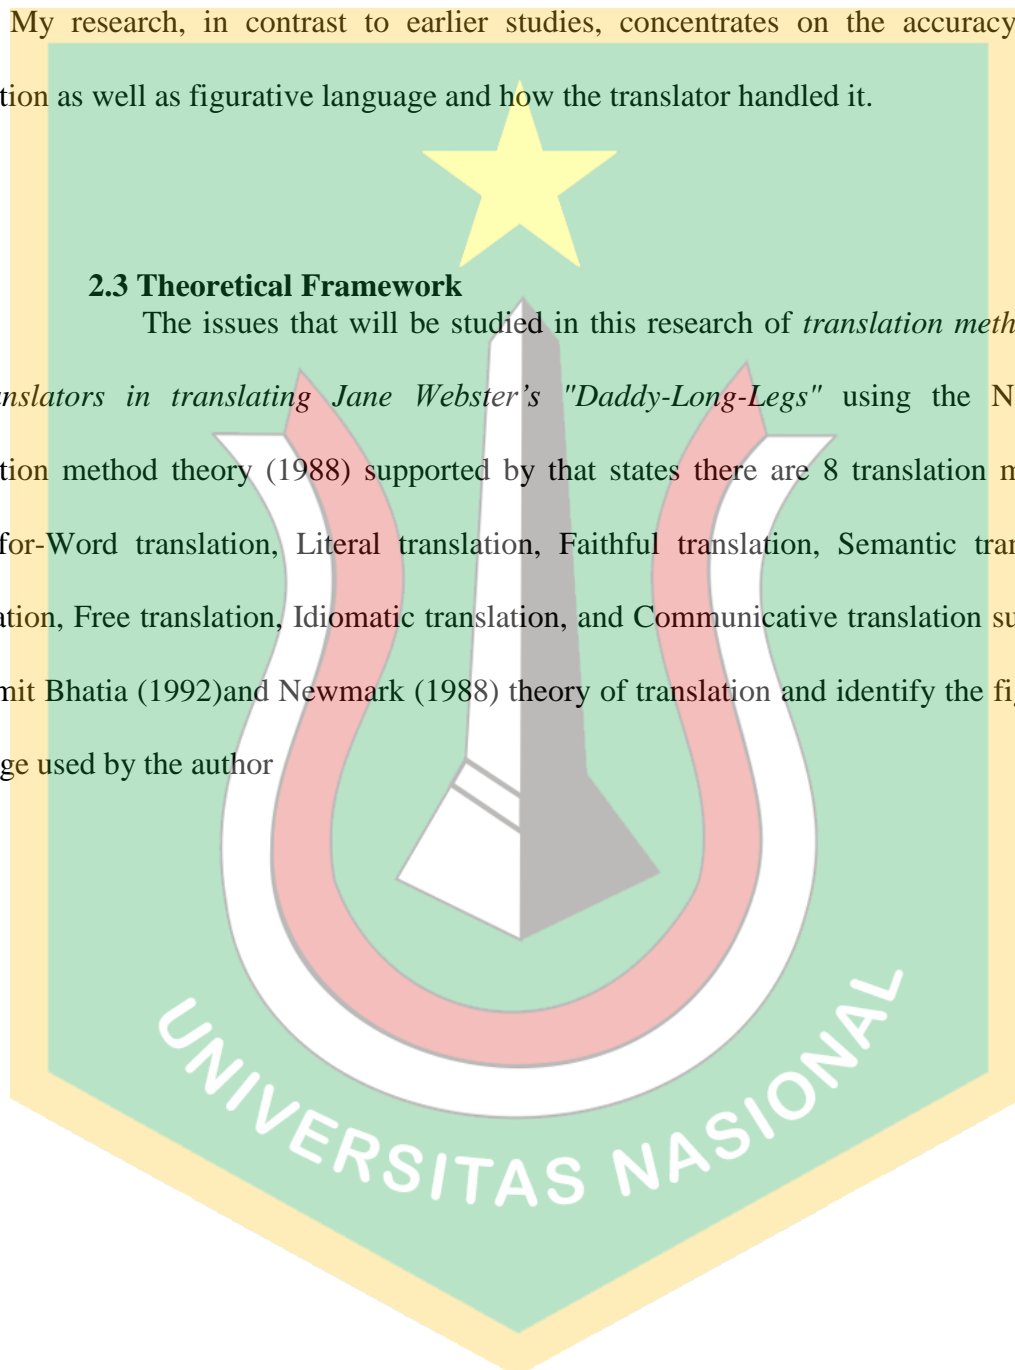 My research, in contrast to earlier studies, concentrates on the accuracy
tion as well as figurative language and how the translator handled it.
2.3 Theoretical Framework
The issues that will be studied in this research of translation meth
nslators in translating Jane Webster’s "Daddy-Long-Legs" using the N
tion method theory (1988) supported by that states there are 8 translation m
for-Word translation, Literal translation, Faithful translation, Semantic tran
ation, Free translation, Idiomatic translation, and Communicative translation su
mit Bhatia (1992)and Newmark (1988) theory of translation and identify the fig
ge used by the author
UNIVERSITAS NASIONAL